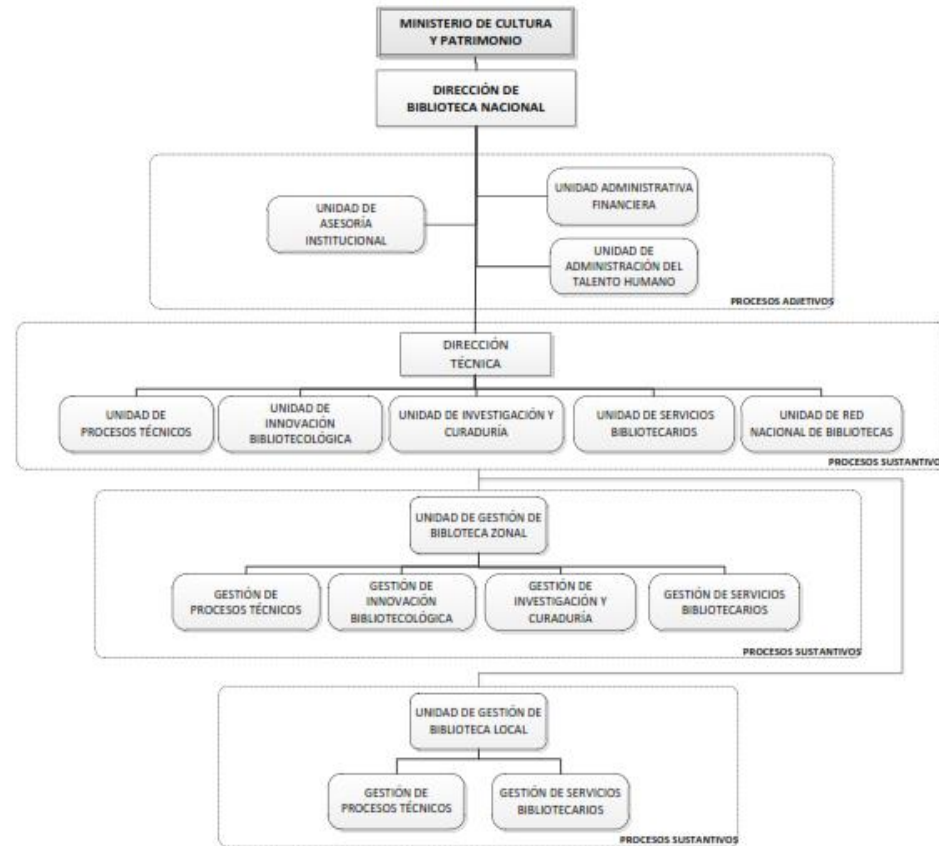 MINISTERIO DE CULTURA
Y PATRIMONIO
DIRECCIÓN DE
BIBLIOTECA NACIONAL
UNIDAD DE
ASESORÍA
INSTITUCIONAL
UNIDAD ADMINISTRATIVA
FINANCIERA
UNIDAD DE
ADMINISTRACIÓN DEL
TALENTO HUMANO
PROCESOS ADJETIVOS
DIRECCIÓN
TÉCNICA
UNIDAD DE
PROCESOS TÉCNICOS
UNIDAD DE
INNOVACIÓN
BIBLIOTECOLÓGICA
UNIDAD DE INVESTIGACIÓN Y
CURADURÍA
UNIDAD DE SERVICIOS
BIBLIOTECARIOS
UNIDAD DE RED
NACIONAL DE BIBLIOTECAS
PROCESOS SUSTANTIVO
UNIDAD DE GESTIÓN DE
BIBLOTECA ZONAL
GESTIÓN DE
PROCESOS TÉCNICOS
GESTIÓN DE
INNOVACIÓN
BIBLIOTECOLÓGICA
GESTIÓN DE
INVESTIGACIÓN Y
CURADURÍA
GESTIÓN DE SERVICIOS
BIBLIOTECARIOS
PROCESOS SUSTANTIVOS
UNIDAD DE GESTIÓN DE
BIBLIOTECA LOCAL
GESTIÓN DE
PROCESOS TÉCNICOS
GESTIÓN DE SERVICIOS
BIBLIOTECARIOS
PROCESOS SUSTANTIVOS